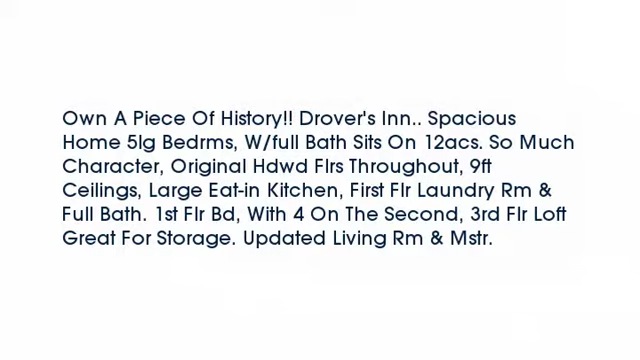 Own A Piece Of History!! Drover's Inn.. Spacious
Home 5lg Bedrms, W/full Bath Sits On 12acs. So Much
Character, Original Hdwd Flrs Throughout, 9ft
Ceilings, Large Eat-in Kitchen, First Flr Laundry Rm &
Full Bath. 1st Flr Bd, With 4 On The Second, 3rd Flr Loft
Great For Storage. Updated Living Rm & Mstr.